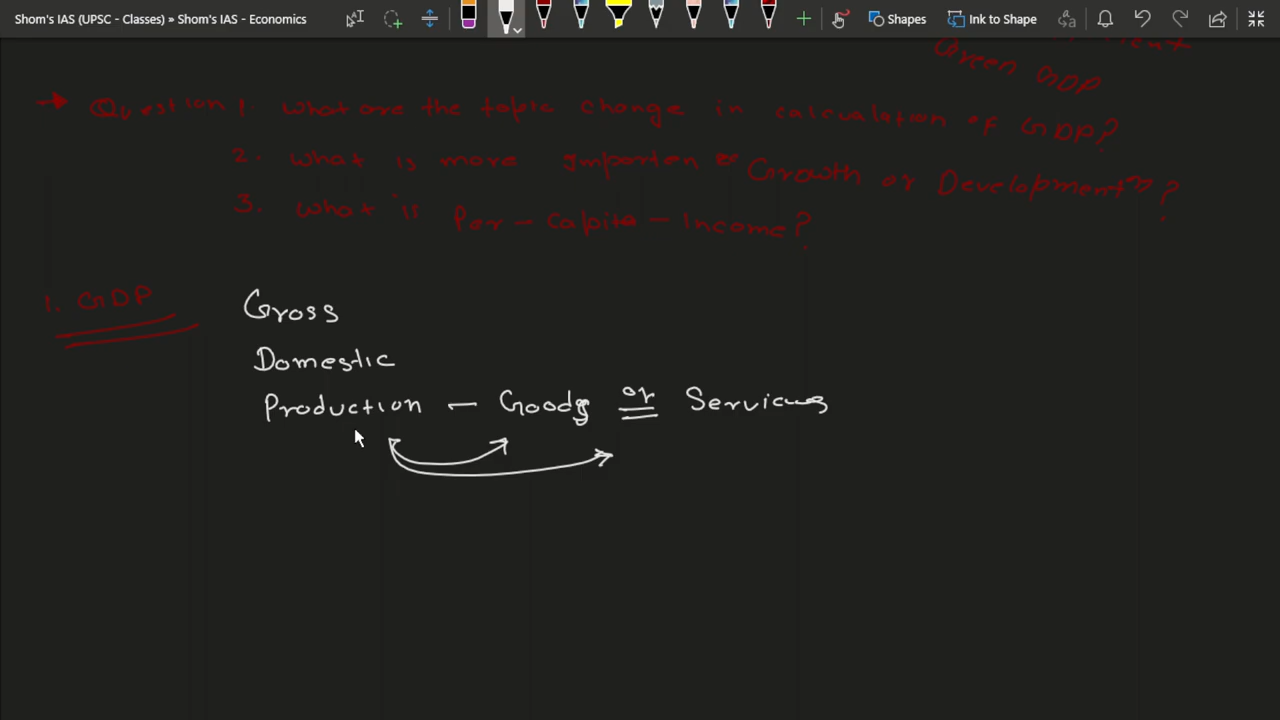 Shom's IAS (UPSC - Classes) » Shom's IAS - Economics
Shapes
Ink to Shape
Green GDP
→ Question 1. What are the topic change in calcualation of GDP?
2. What is more Importen Growth or Development"?
3. What is Per - Capita - Income?
1. GDP
Gross
Domestic
Production - Goods or Services